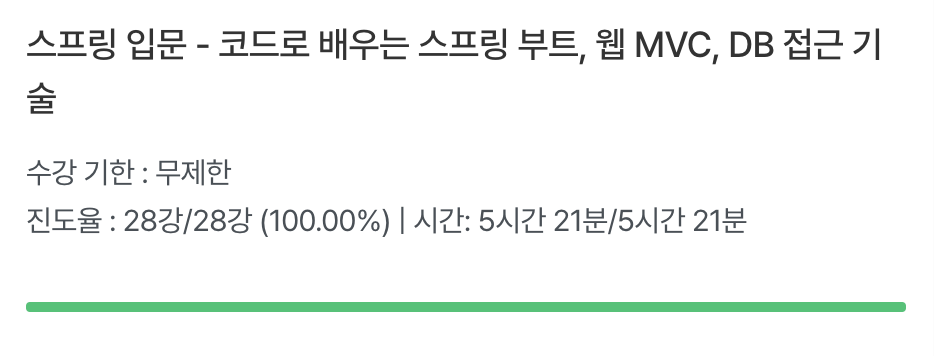 스프링 입문 - 코드로 배우는 스프링 부트, 웹 MVC, DB 접근 기
술
수강 기한 : 무제한
진도율 : 28강/28강 (100.00%) | 시간: 5시간 21분/5시간 21분